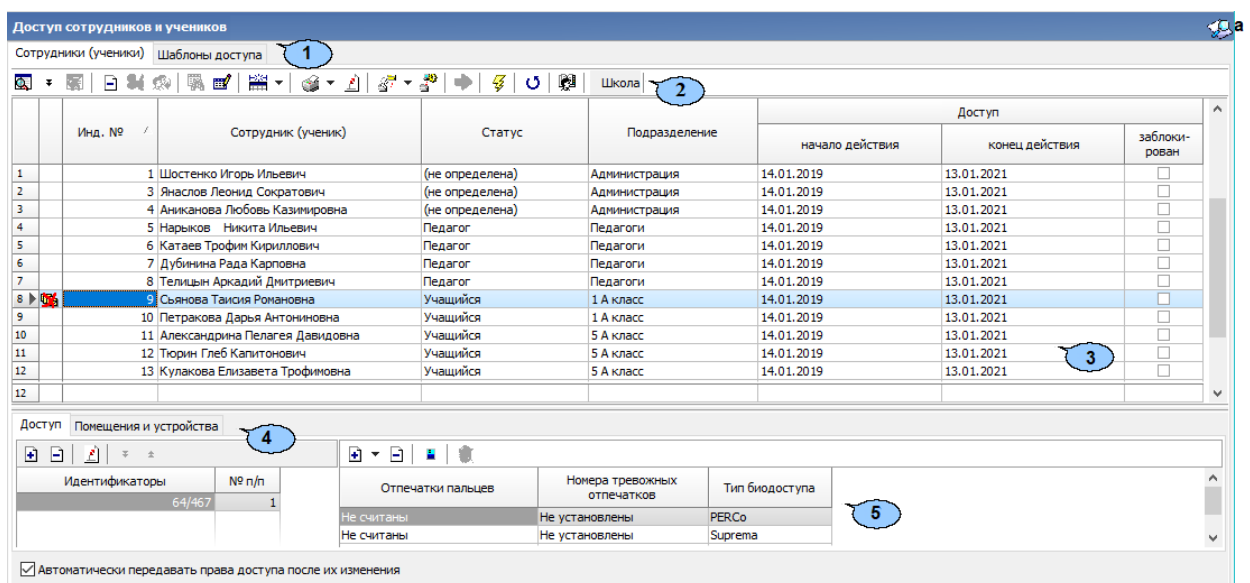 Доступ сотрудников и учеников
a
Сотрудники (ученики) Шаблоны доступа 1
Школа 2
Инд. № / Сотрудник (ученик) Статус Подразделение Доступ
начало действия конец действия заблоки-
рован
1 1 Шостенко Игорь Ильевич (не определена) Администрация 14.01.2019 13.01.2021
2 3 Янаслов Леонид Сократович (не определена) Администрация 14.01.2019 13.01.2021
3 4 Аниканова Любовь Казимировна (не определена) Администрация 14.01.2019 13.01.2021
4 5 Нарыков Никита Ильевич Педагог Педагоги 14.01.2019 13.01.2021
5 6 Катаев Трофим Кириллович Педагог Педагоги 14.01.2019 13.01.2021
6 7 Дубинина Рада Карповна Педагог Педагоги 14.01.2019 13.01.2021
7 8 Телицын Аркадий Дмитриевич Педагог Педагоги 14.01.2019 13.01.2021
8 9 Сьянова Таисия Романовна Учащийся 1 А класс 14.01.2019 13.01.2021
9 10 Петракова Дарья Антониновна Учащийся 1 А класс 14.01.2019 13.01.2021
10 11 Александрина Пелагея Давидовна Учащийся 5 А класс 14.01.2019 13.01.2021
11 12 Тюрин Глеб Капитонович Учащийся 5 А класс 14.01.2019 13.01.2021 3
12 13 Кулакова Елизавета Трофимовна Учащийся 5 А класс 14.01.2019 13.01.2021
12
Доступ Помещения и устройства 4
Идентификаторы № п/п
64/467 1
Отпечатки пальцев Номера тревожных
отпечатков Тип биодоступа
Не считаны Не установлены PERCo 5
Не считаны Не установлены Suprema
Автоматически передавать права доступа после их изменения